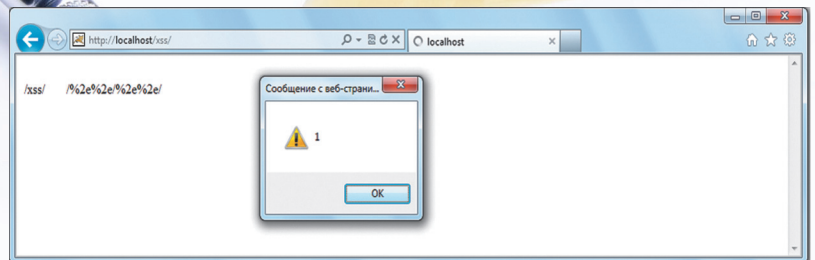 http://localhost/xss/
localhost
/xss/ /%2e%2e/%2e%2e/
Сообщение с веб-страни...
1
OK